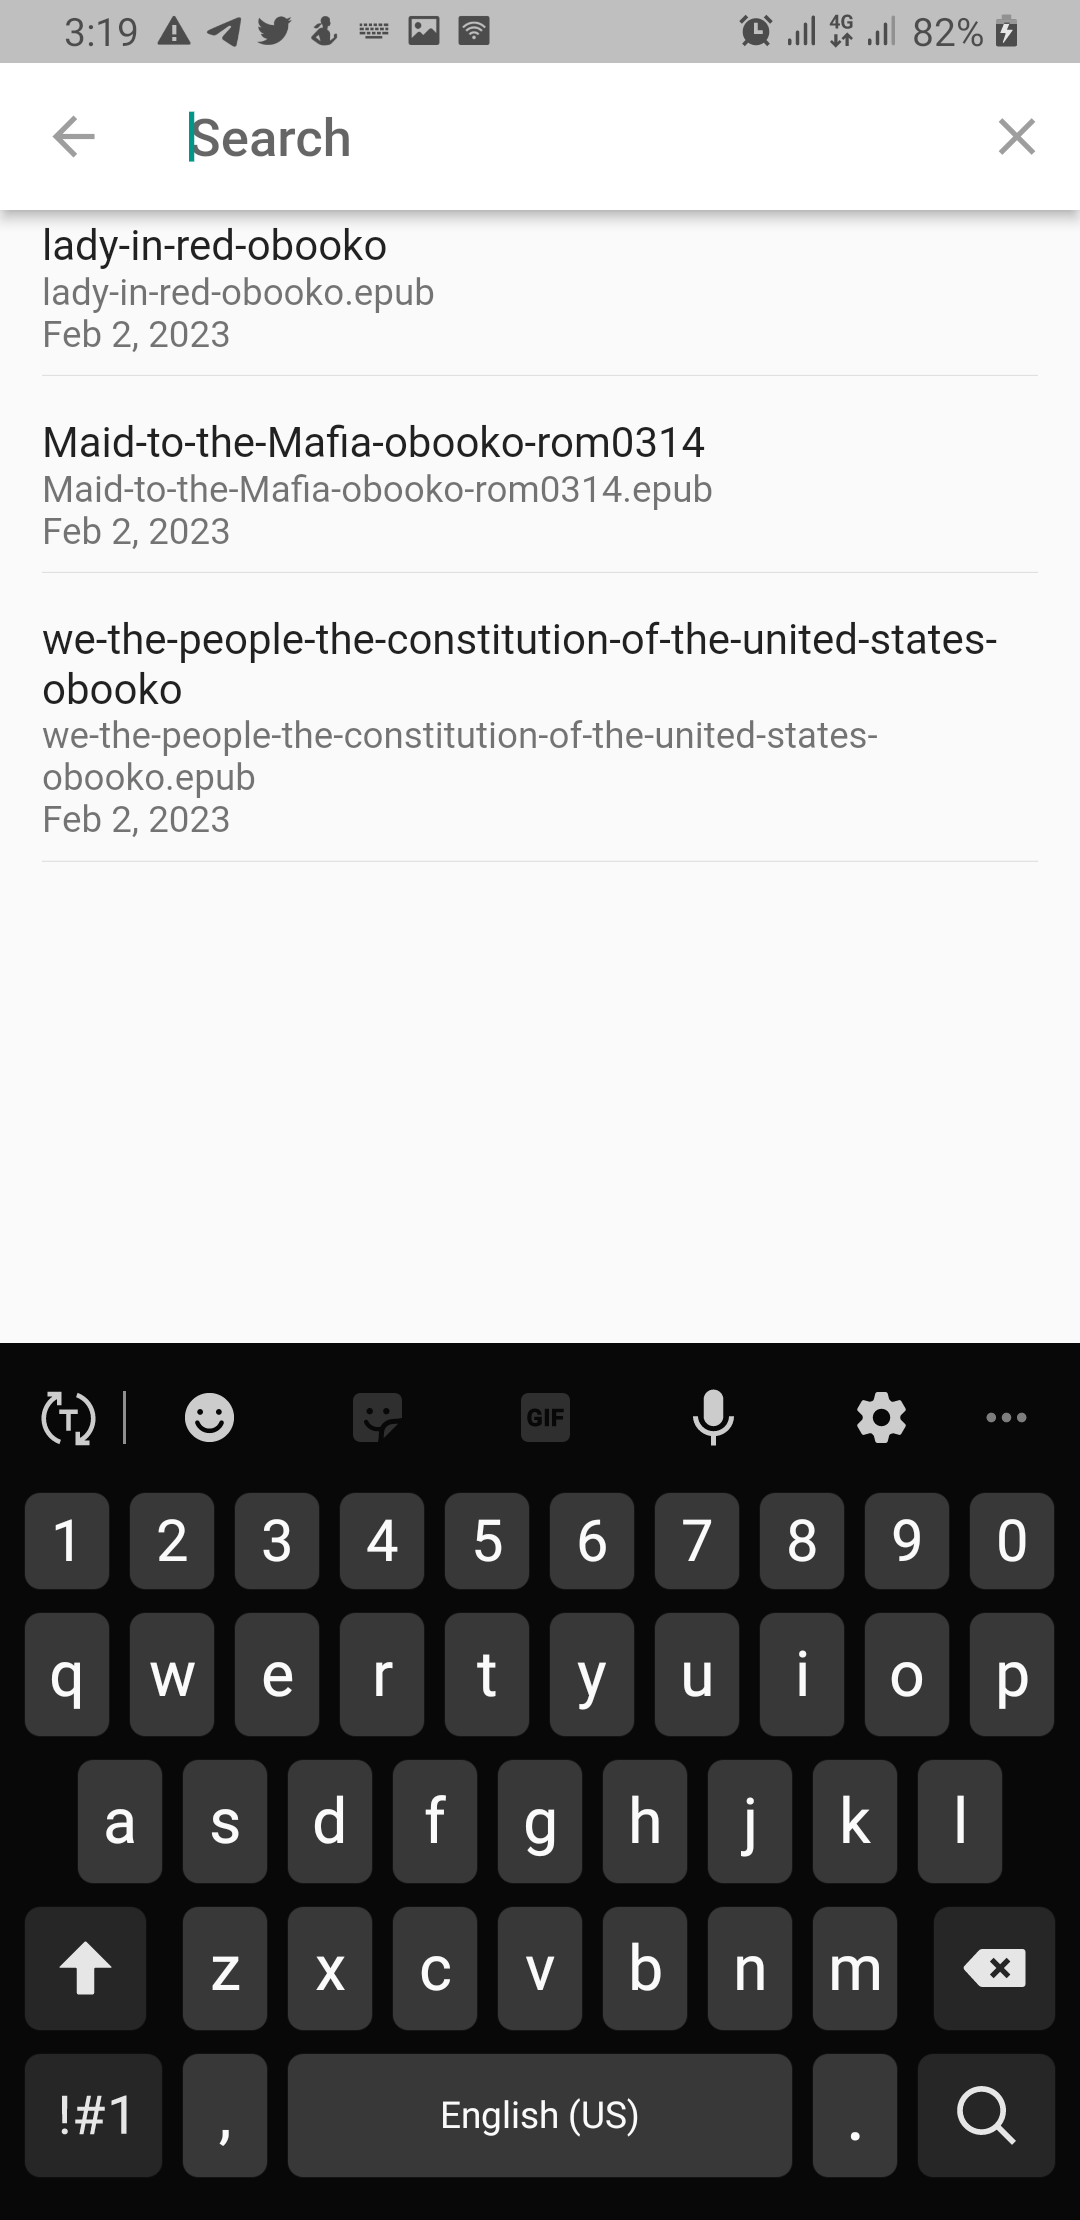 3:19 4G 82%
Search
lady-in-red-obooko
lady-in-red-obooko.epub
Feb 2, 2023
Maid-to-the-Mafia-obooko-rom0314
Maid-to-the-Mafia-obooko-rom0314.epub
Feb 2, 2023
we-the-people-the-constitution-of-the-united-states-
obooko
we-the-people-the-constitution-of-the-united-states-
obooko.epub
Feb 2, 2023
T GIF
1 2 3 4 5 6 7 8 9 0
q w e r t y u i o p
a s d f g h j k l
z x c v b n m
!#1 , English (US) .